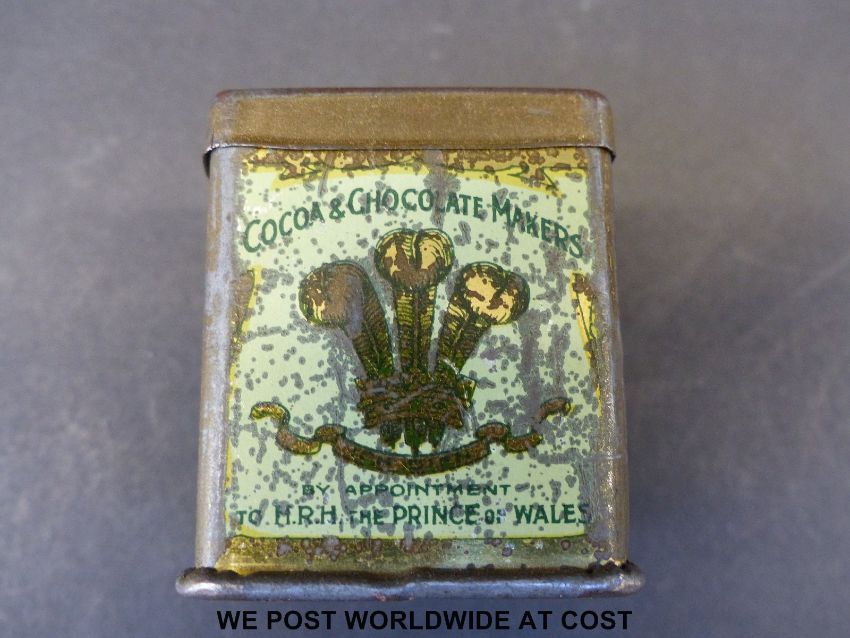 COCOA & CHOCOLATE MAKERS
BY APPOINTMENT
TO H.R.H. THE PRINCE OF WALES
WE POST WORLDWIDE AT COST